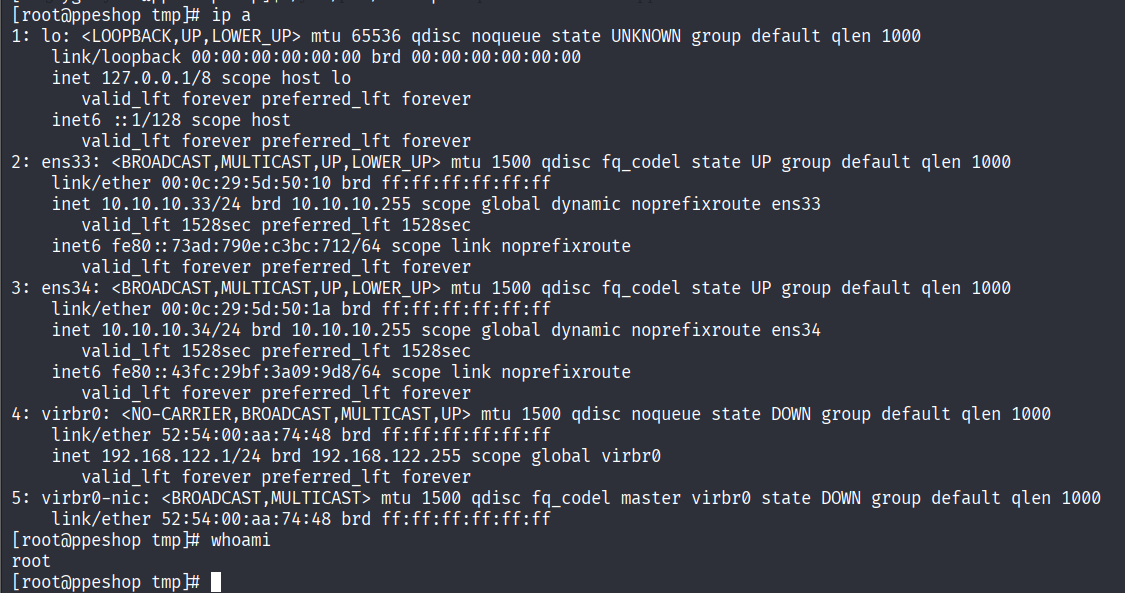 [root@ppeshop tmp]# ip a
1: lo: <LOOPBACK,UP,LOWER_UP> mtu 65536 qdisc noqueue state UNKNOWN group default qlen 1000
    link/loopback 00:00:00:00:00:00 brd 00:00:00:00:00:00
    inet 127.0.0.1/8 scope host lo
       valid_lft forever preferred_lft forever
    inet6 ::1/128 scope host
       valid_lft forever preferred_lft forever
2: ens33: <BROADCAST,MULTICAST,UP,LOWER_UP> mtu 1500 qdisc fq_codel state UP group default qlen 1000
    link/ether 00:0c:29:5d:50:10 brd ff:ff:ff:ff:ff:ff
    inet 10.10.10.33/24 brd 10.10.10.255 scope global dynamic noprefixroute ens33
       valid_lft 1528sec preferred_lft 1528sec
    inet6 fe80::73ad:790e:c3bc:712/64 scope link noprefixroute
       valid_lft forever preferred_lft forever
3: ens34: <BROADCAST,MULTICAST,UP,LOWER_UP> mtu 1500 qdisc fq_codel state UP group default qlen 1000
    link/ether 00:0c:29:5d:50:1a brd ff:ff:ff:ff:ff:ff
    inet 10.10.10.34/24 brd 10.10.10.255 scope global dynamic noprefixroute ens34
       valid_lft 1528sec preferred_lft 1528sec
    inet6 fe80::43fc:29bf:3a09:9d8/64 scope link noprefixroute
       valid_lft forever preferred_lft forever
4: virbr0: <NO-CARRIER,BROADCAST,MULTICAST,UP> mtu 1500 qdisc noqueue state DOWN group default qlen 1000
    link/ether 52:54:00:aa:74:48 brd ff:ff:ff:ff:ff:ff
    inet 192.168.122.1/24 brd 192.168.122.255 scope global virbr0
       valid_lft forever preferred_lft forever
5: virbr0-nic: <BROADCAST,MULTICAST> mtu 1500 qdisc fq_codel master virbr0 state DOWN group default qlen 1000
    link/ether 52:54:00:aa:74:48 brd ff:ff:ff:ff:ff:ff
[root@ppeshop tmp]# whoami
root
[root@ppeshop tmp]#